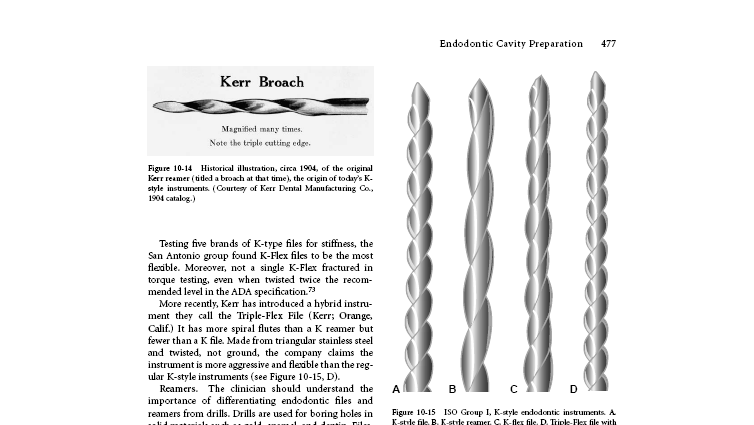 Endodontic Cavity Preparation 477
Kerr Broach
Magnified many times.
Note the triple cutting edge.
Figure 10-14 Historical illustration, circa 1904, of the original
Kerr reamer (titled a broach at that time), the origin of today's K-
style instruments. (Courtesy of Kerr Dental Manufacturing Co.,
1904 catalog.)
Testing five brands of K-type files for stiffness, the
San Antonio group found K-Flex files to be the most
flexible. Moreover, not a single K-Flex fractured in
torque testing, even when twisted twice the recom-
mended level in the ADA specification.73
More recently, Kerr has introduced a hybrid instru-
ment they call the Triple-Flex File (Kerr; Orange,
Calif.) It has more spiral flutes than a K reamer but
fewer than a K file. Made from triangular stainless steel
and twisted, not ground, the company claims the
instrument is more aggressive and flexible than the reg-
ular K-style instruments (see Figure 10-15, D).
Reamers. The clinician should understand the
importance of differentiating endodontic files and
reamers from drills. Drills are used for boring holes in
solid materials such as gold, enamel, and dentin. Files,
A B C D
Figure 10-15 ISO Group I, K-style endodontic instruments. A.
K-style file. B. K-style reamer. C. K-flex file. D. Triple-Flex file with